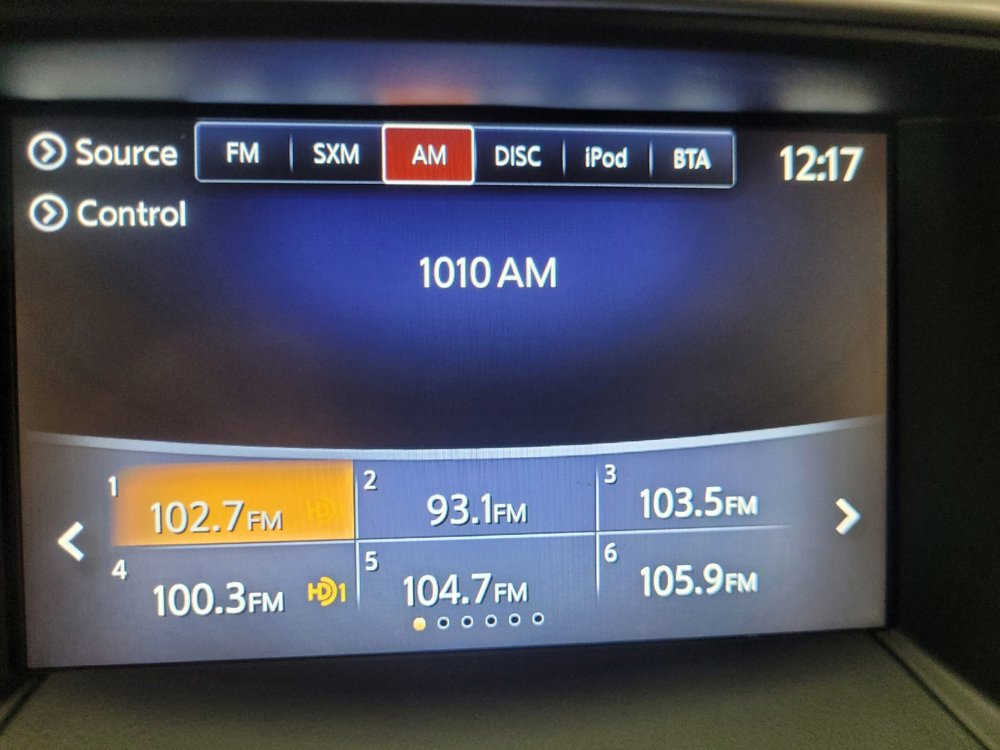 Source FM SXM AM DISC iPod BTA 12:17
Control
1010 AM
1 102.7FM HD 2 93.1FM 3 103.5FM
4 100.3FM HD1 5 104.7FM 6 105.9FM